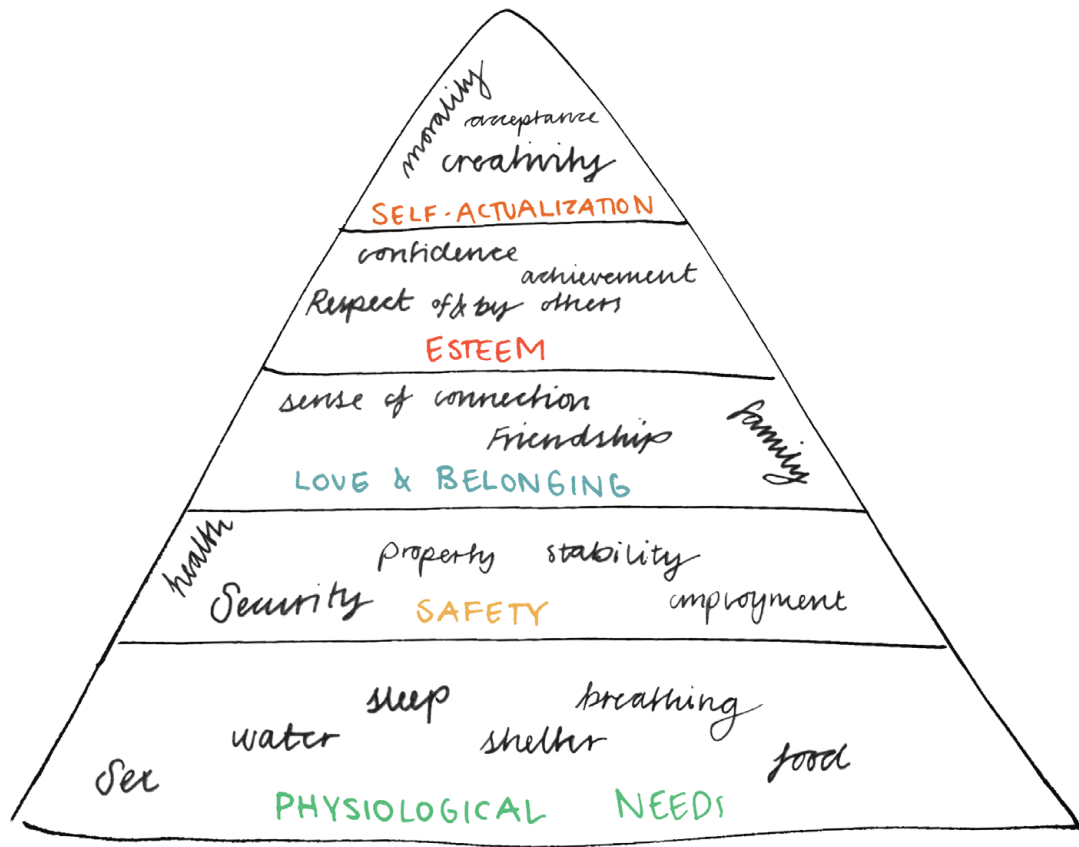 morality
acceptance
creativity
SELF-ACTUALIZATION
confidence
achievement
Respect of & by others
ESTEEM
sense of connection
Friendship
family
LOVE & BELONGING
health
property stability
Security SAFETY employment
sleep breathing
water shelter food
Sex
PHYSIOLOGICAL NEEDS